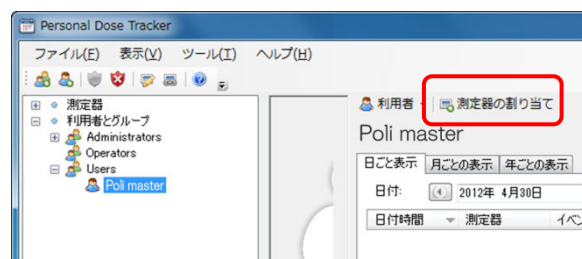 Personal Dose Tracker
ファイル(F) 表示(V) ツール(T) ヘルプ(H)
測定器
利用者とグループ
Administrators
Operators
Users
Poli master
利用者 測定器の割り当て
Poli master
日ごと表示 月ごとの表示 年ごとの表示
日付: 2012年 4月30日
日付時間 測定器 イベン